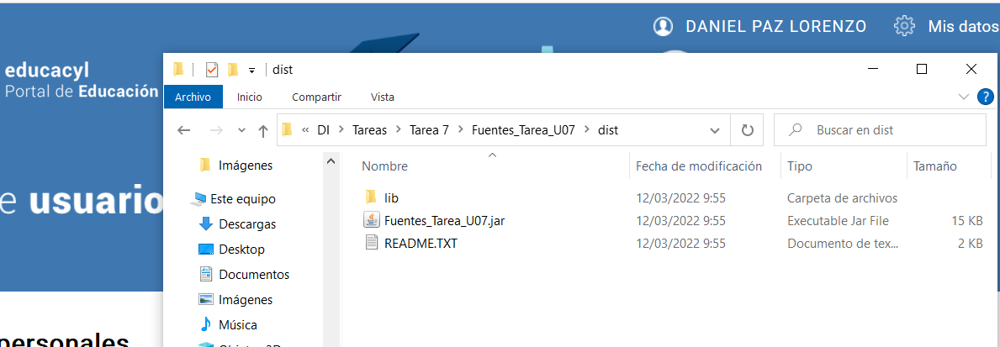 DANIEL PAZ LORENZO Mis datos
educacyl
Portal de Educación
e usuario
personales
dist
Archivo Inicio Compartir Vista
« DI > Tareas > Tarea 7 > Fuentes_Tarea_U07 > dist
Buscar en dist
Imágenes
Este equipo
Descargas
Desktop
Documentos
Imágenes
Música
Objetos 3D
Nombre Fecha de modificación Tipo Tamaño
lib 12/03/2022 9:55 Carpeta de archivos
Fuentes_Tarea_U07.jar 12/03/2022 9:55 Executable Jar File 15 KB
README.TXT 12/03/2022 9:55 Documento de tex... 2 KB